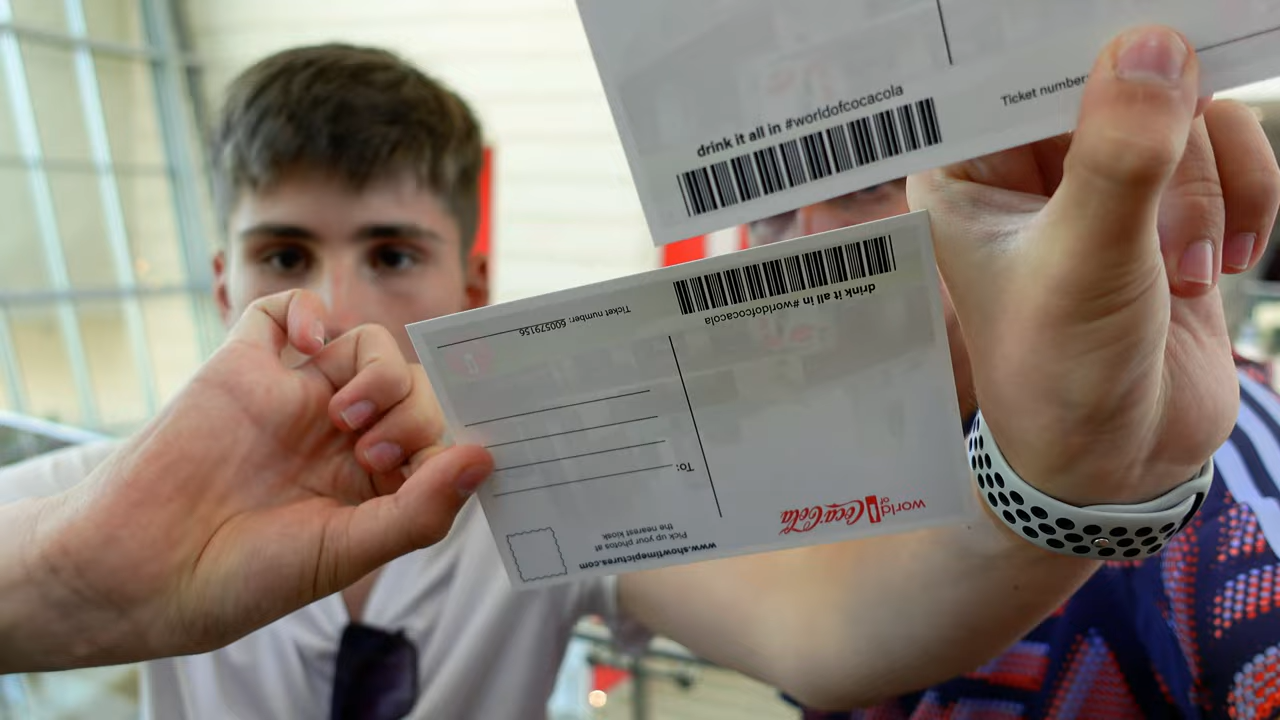 drink it all in #worldofcocacola
Ticket number:
Ticket number: 600579156
drink it all in #worldofcocacola
To:
World of Coca-Cola
www.showtimepictures.com
Pick up your photos at
the nearest kiosk